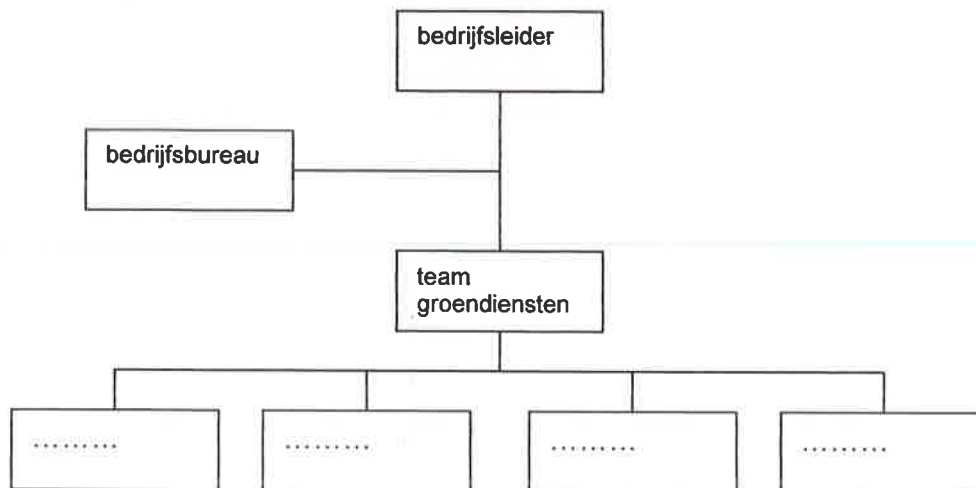 bedrijfsleider
bedrijfsbureau
team
groendiensten
.........
.........
.........
.........